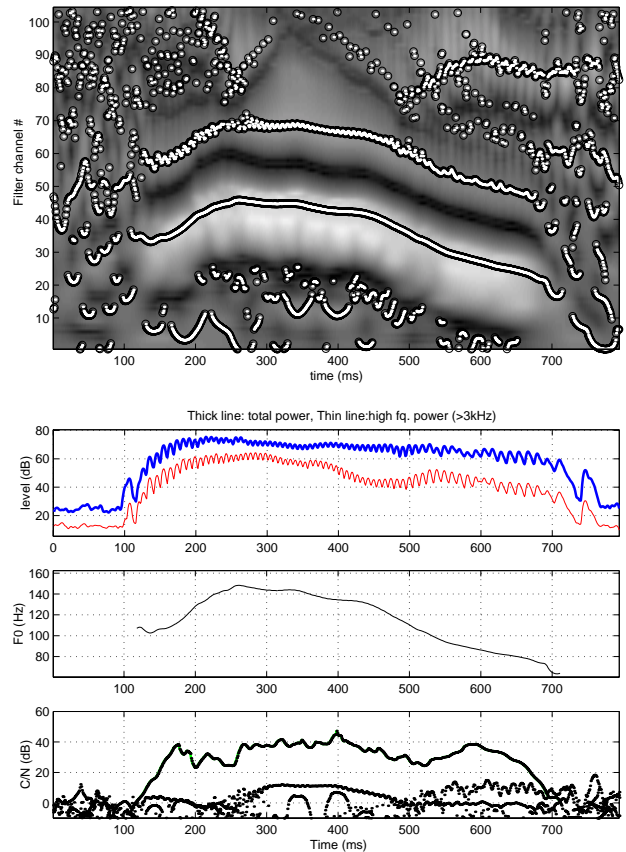 Filter channel #
100
90
80
70
60
50
40
30
20
10
100 200 300 400 500 600 700
time (ms)
Thick line: total power, Thin line:high fq. power (>3kHz)
level (dB)
80
60
40
20
0 100 200 300 400 500 600 700
F0 (Hz)
160
140
120
100
80
100 200 300 400 500 600 700
C/N (dB)
60
40
20
0
100 200 300 400 500 600 700
Time (ms)